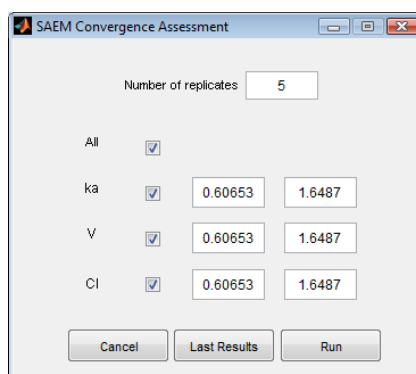 SAEM Convergence Assessment
Number of replicates 5
All
ka 0.60653 1.6487
V 0.60653 1.6487
Cl 0.60653 1.6487
Cancel Last Results Run